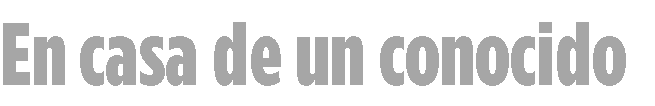 En casa de un conocido